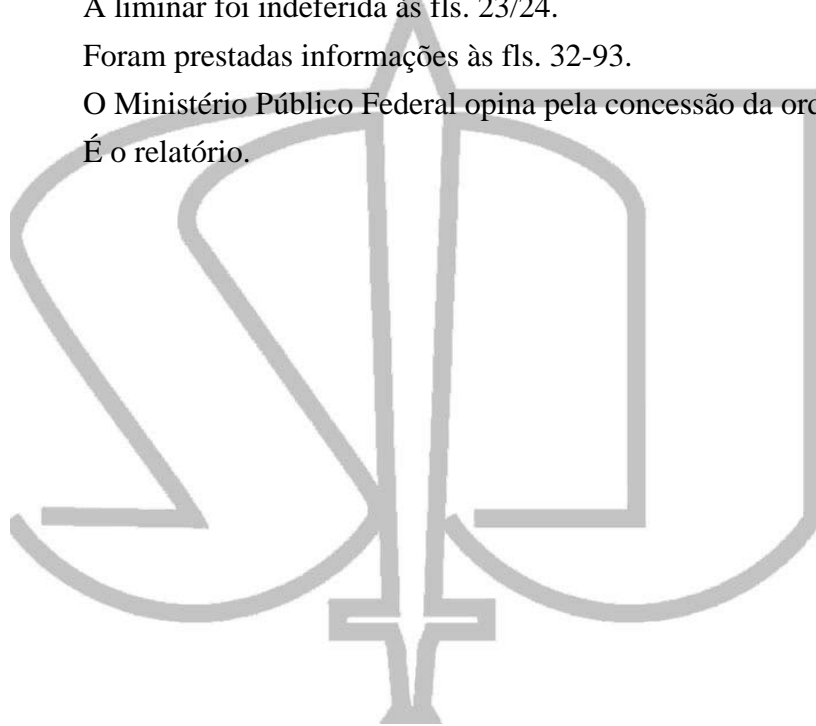 A liminar foi indeferida às fls. 23/24.
Foram prestadas informações às fls. 32-93.
O Ministério Público Federal opina pela concessão da
É o relatório.